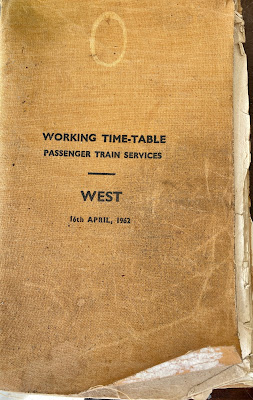 WORKING TIME-TABLE
PASSENGER TRAIN SERVICES
WEST
16th APRIL, 1962